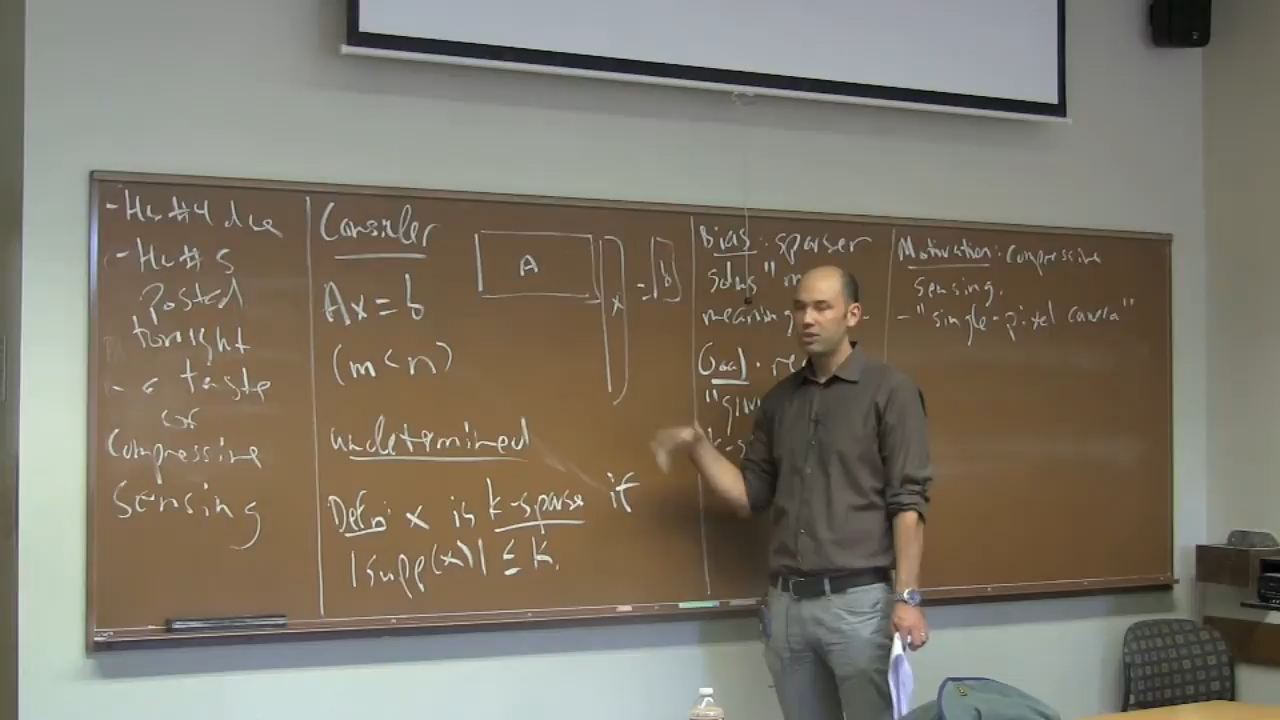 - Hw #4 due
- Hw #5
posted
tonight
- a taste
of
Compressive
Sensing
Consider
Ax = b
(m < n)
A
x
=
b
undetermined
Defn: x is k-sparse if
|supp(x)| ≤ k.
Bias: sparser
solns"
Goal:
Motivation: compressive
sensing.
- "single-pixel camera"